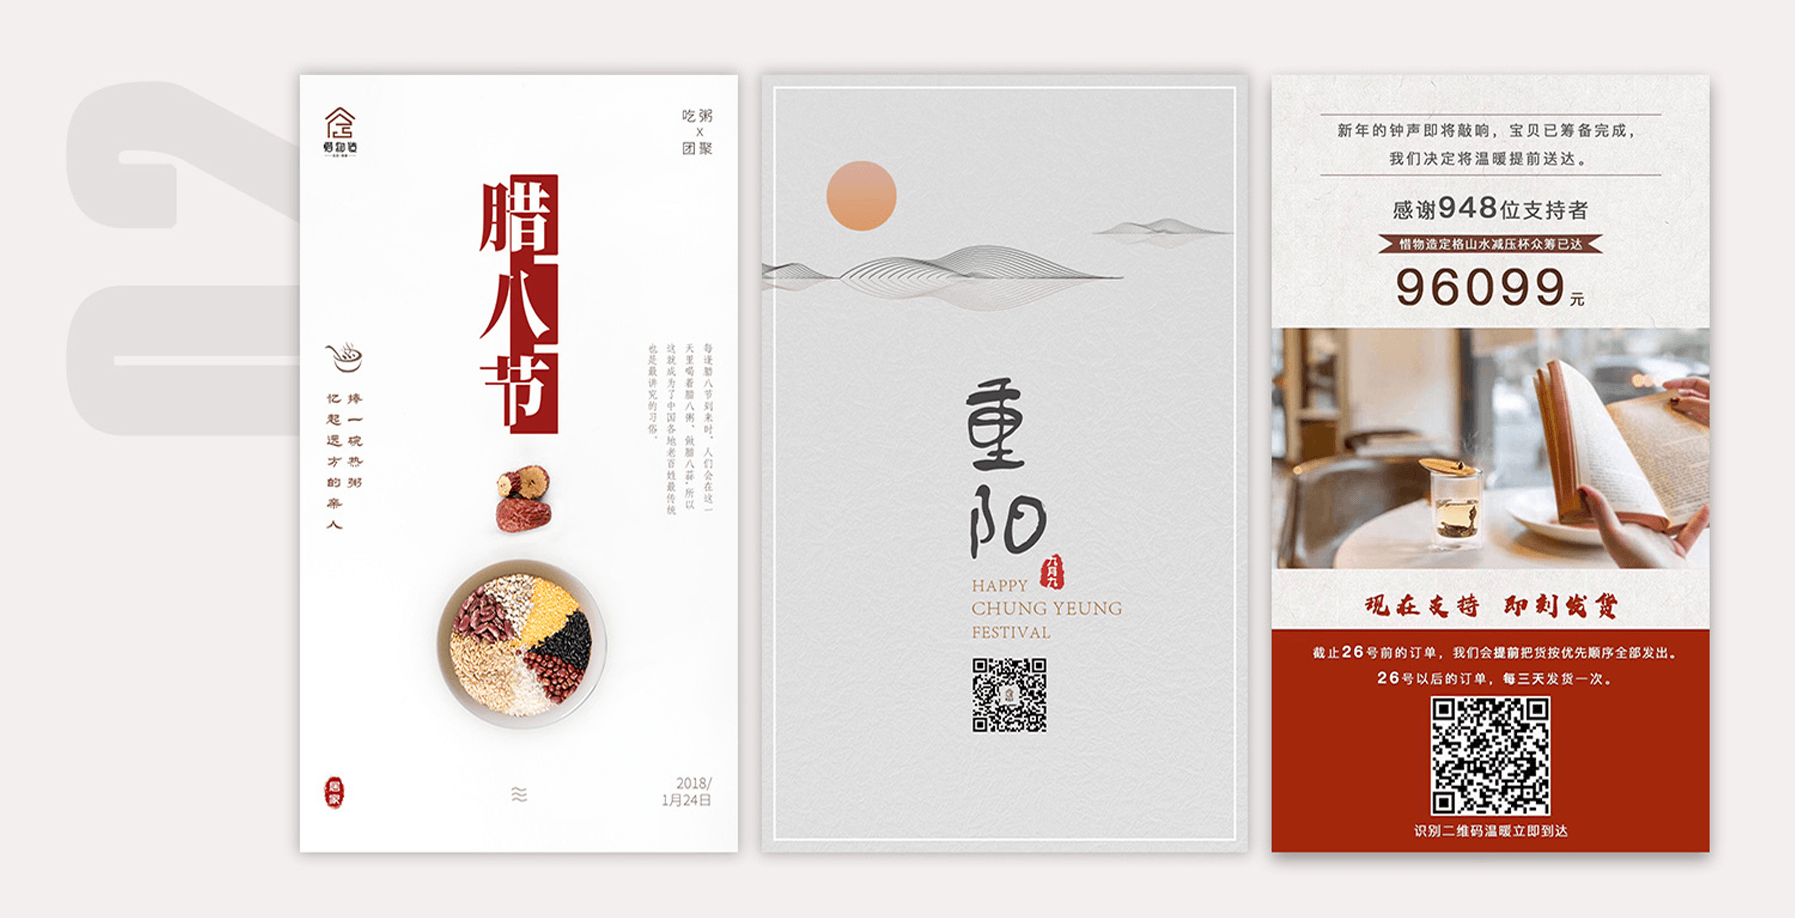 02
惜物造
吃粥
x
团聚
腊八节
捧一碗热粥
忆起远方的亲人
每逢腊八节到来时，人们会在这一
天里喝着腊八粥、做腊八蒜，所以
这就成为了中国各地老百姓最传统
也是最讲究的习俗。
居家
2018/
1月24日
重阳
九月九
HAPPY
CHUNG YEUNG
FESTIVAL
新年的钟声即将敲响，宝贝已筹备完成，
我们决定将温暖提前送达。
感谢948位支持者
惜物造定格山水减压杯众筹已达
96099元
现在支持 即刻发货
截止26号前的订单，我们会提前把货按优先顺序全部发出。
26号以后的订单，每三天发货一次。
识别二维码温暖立即到达